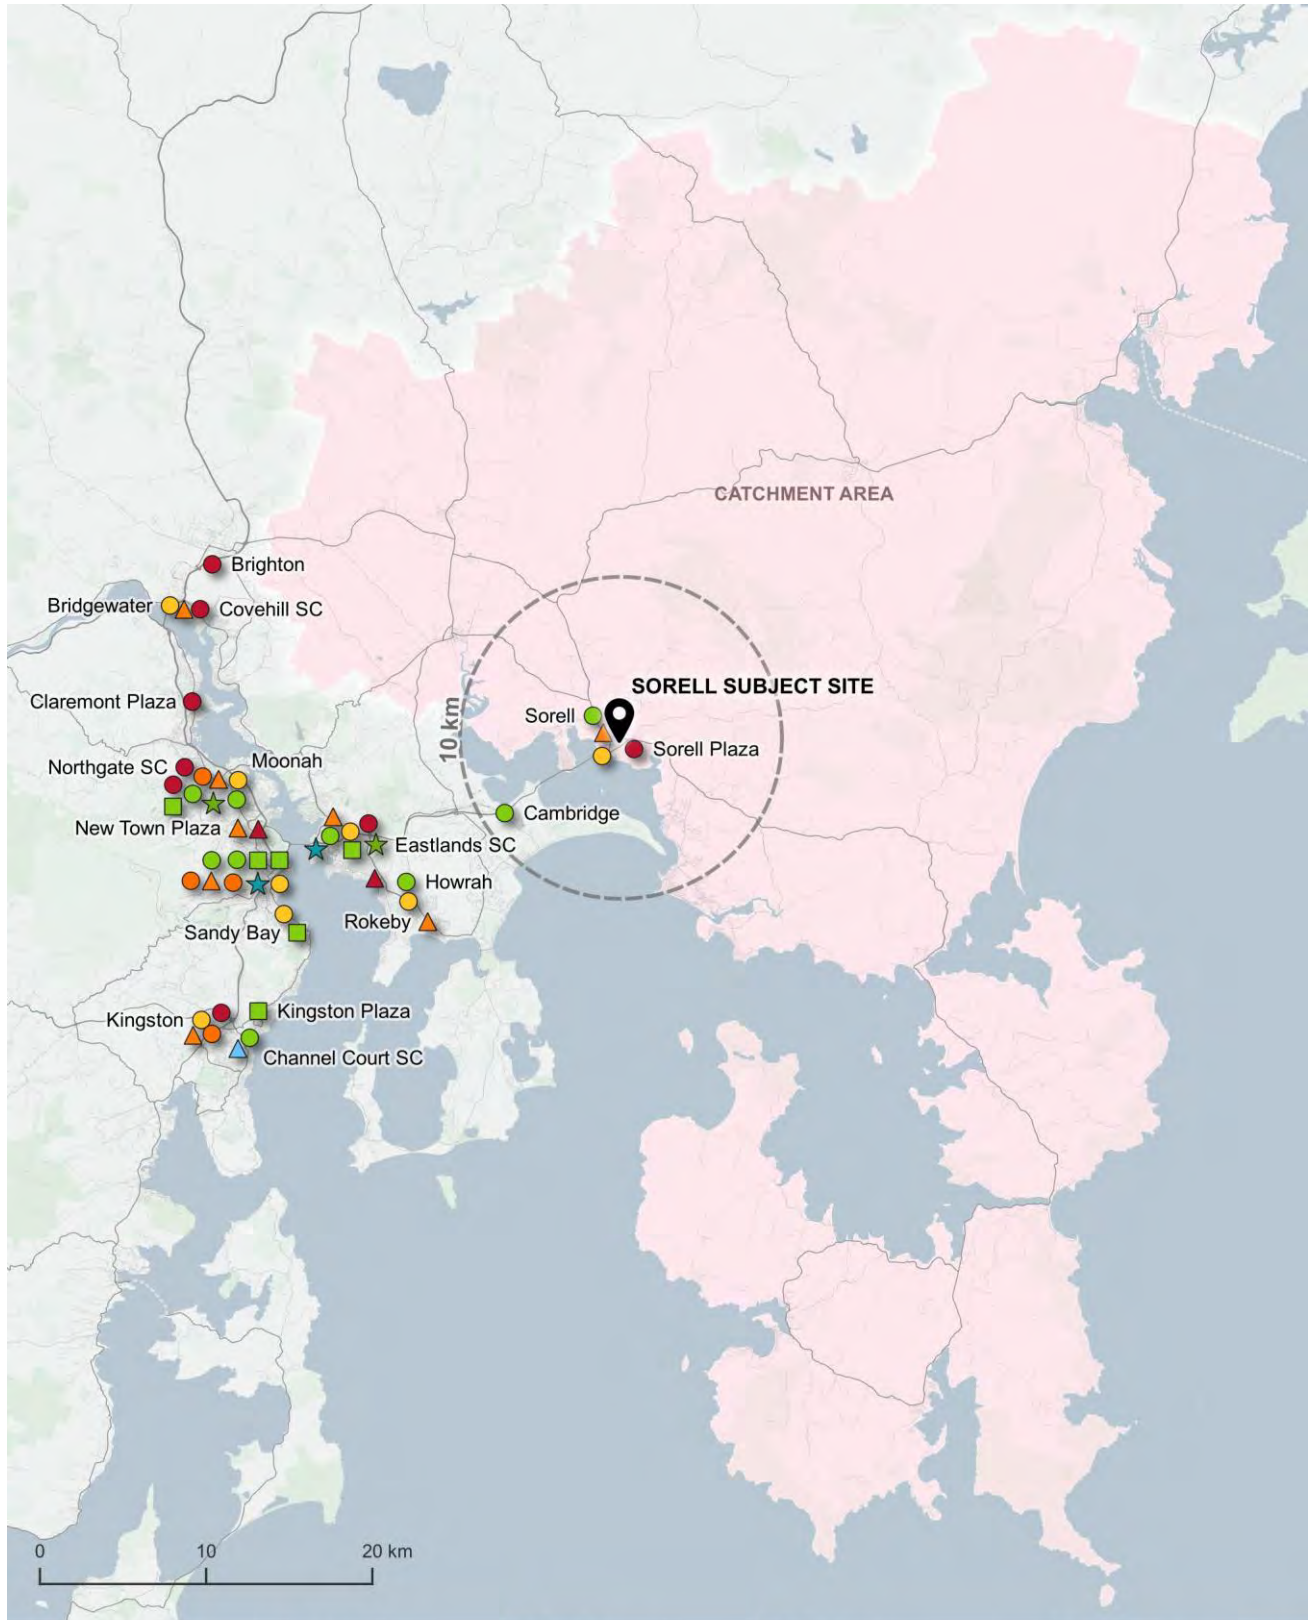 CATCHMENT AREA
Brighton
Bridgewater
Covehill SC
SORELL SUBJECT SITE
Claremont Plaza
10 km
Sorell
Sorell Plaza
Moonah
Northgate SC
Cambridge
New Town Plaza
Eastlands SC
Howrah
Rokeby
Sandy Bay
Kingston Plaza
Kingston
Channel Court SC
0 10 20 km